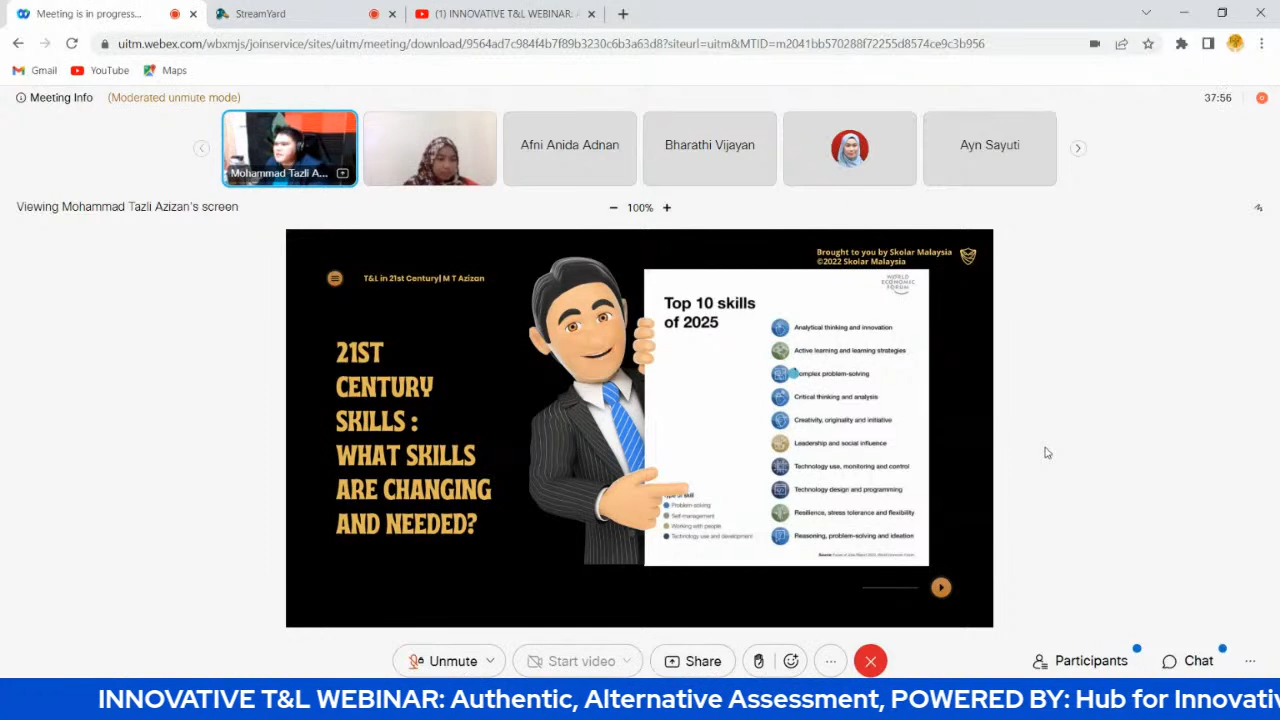 Meeting is in progress...
StreamYard
(1) INNOVATIVE T&L WEBINAR: A
uitm.webex.com/wbxmjs/joinservice/sites/uitm/meeting/download/9564ad7c984f4b7f89b3230c6b3a63d8?siteurl=uitm&MTID=m2041bb570288f72255d8574ce9c3b956
Gmail
YouTube
Maps
Meeting Info
(Moderated unmute mode)
37:56
Mohammad Tazli A...
Afni Anida Adnan
Bharathi Vijayan
Ayn Sayuti
Viewing Mohammad Tazli Azizan's screen
100%
Brought to you by Skolar Malaysia
©2022 Skolar Malaysia
T&L in 21st Century| M T Azizan
21ST
CENTURY
SKILLS :
WHAT SKILLS
ARE CHANGING
AND NEEDED?
WORLD
ECONOMIC
FORUM
Top 10 skills
of 2025
Analytical thinking and innovation
Active learning and learning strategies
Complex problem-solving
Critical thinking and analysis
Creativity, originality and initiative
Leadership and social influence
Technology use, monitoring and control
Technology design and programming
Resilience, stress tolerance and flexibility
Reasoning, problem-solving and ideation
Type of skill
Problem-solving
Self-management
Working with people
Technology use and development
Unmute
Start video
Share
Participants
Chat
INNOVATIVE T&L WEBINAR: Authentic, Alternative Assessment, POWERED BY: Hub for Innovati